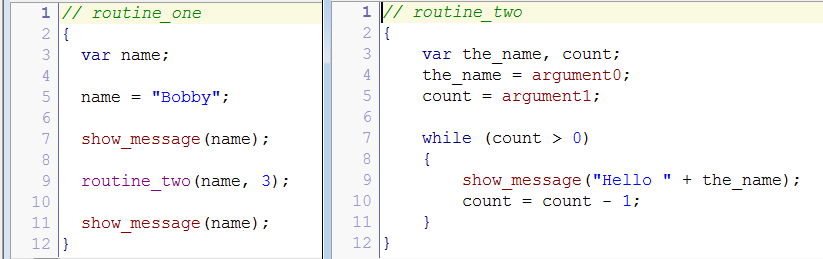 1 // routine_one
2 {
3 var name;
4
5 name = "Bobby";
6
7 show_message(name);
8
9 routine_two(name, 3);
10
11 show_message(name);
12 }
1 // routine_two
2 {
3 var the_name, count;
4 the_name = argument0;
5 count = argument1;
6
7 while (count > 0)
8 {
9 show_message("Hello " + the_name);
10 count = count - 1;
11 }
12 }